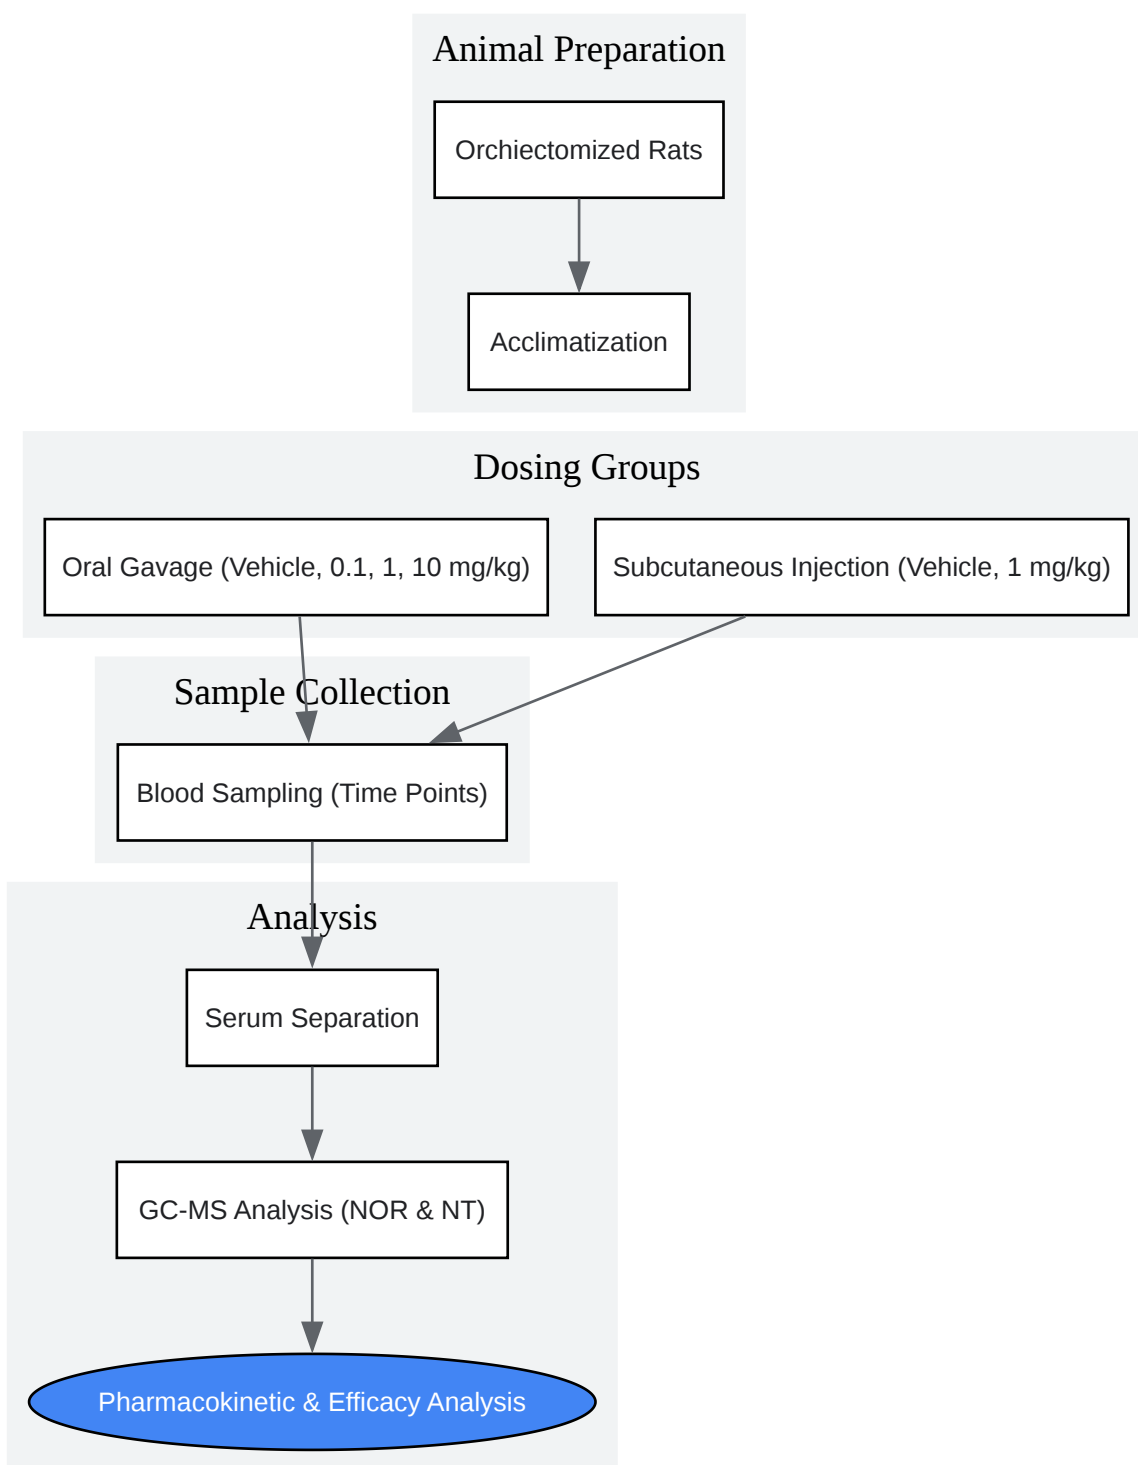 Animal Preparation
Orchiectomized Rats
Acclimatization
Dosing Groups
Oral Gavage (Vehicle, 0.1, 1, 10 mg/kg)
Subcutaneous Injection (Vehicle, 1 mg/kg)
Sample Collection
Blood Sampling (Time Points)
Analysis
Serum Separation
GC-MS Analysis (NOR & NT)
Pharmacokinetic & Efficacy Analysis